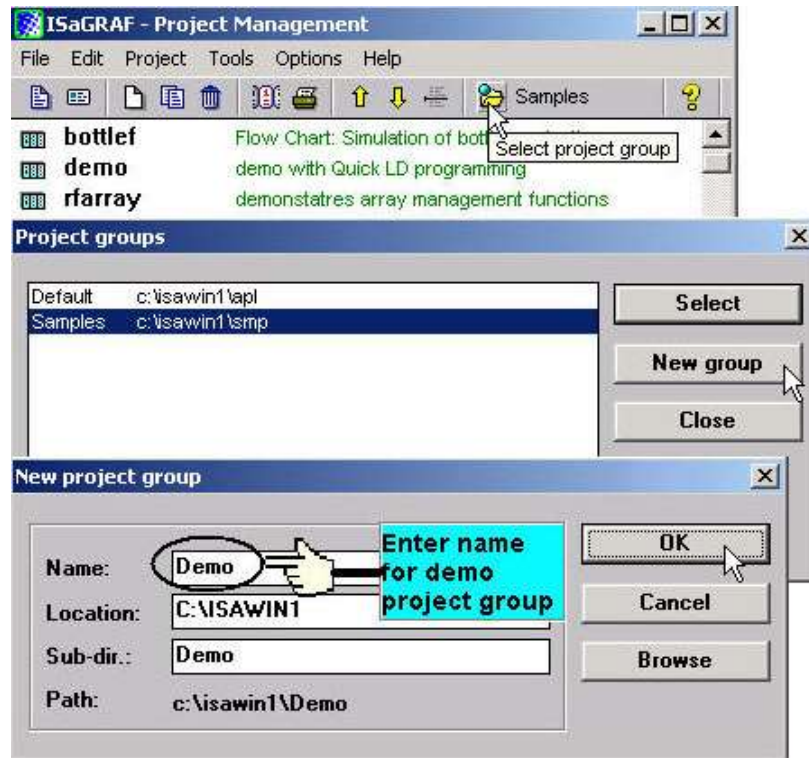 ISaGRAF - Project Management
File Edit Project Tools Options Help
Samples
bottlef Flow Chart: Simulation of
Select project group
demo demo with Quick LD programming
rfarray demonstatres array management functions
Project groups
Default c:\isawin1\apl
Samples c:\isawin1\smp
Select
New group
Close
New project group
Name: Demo
Enter name
for demo
project group
OK
Location: C:\ISAWIN1
Cancel
Sub-dir.: Demo
Browse
Path: c:\isawin1\Demo